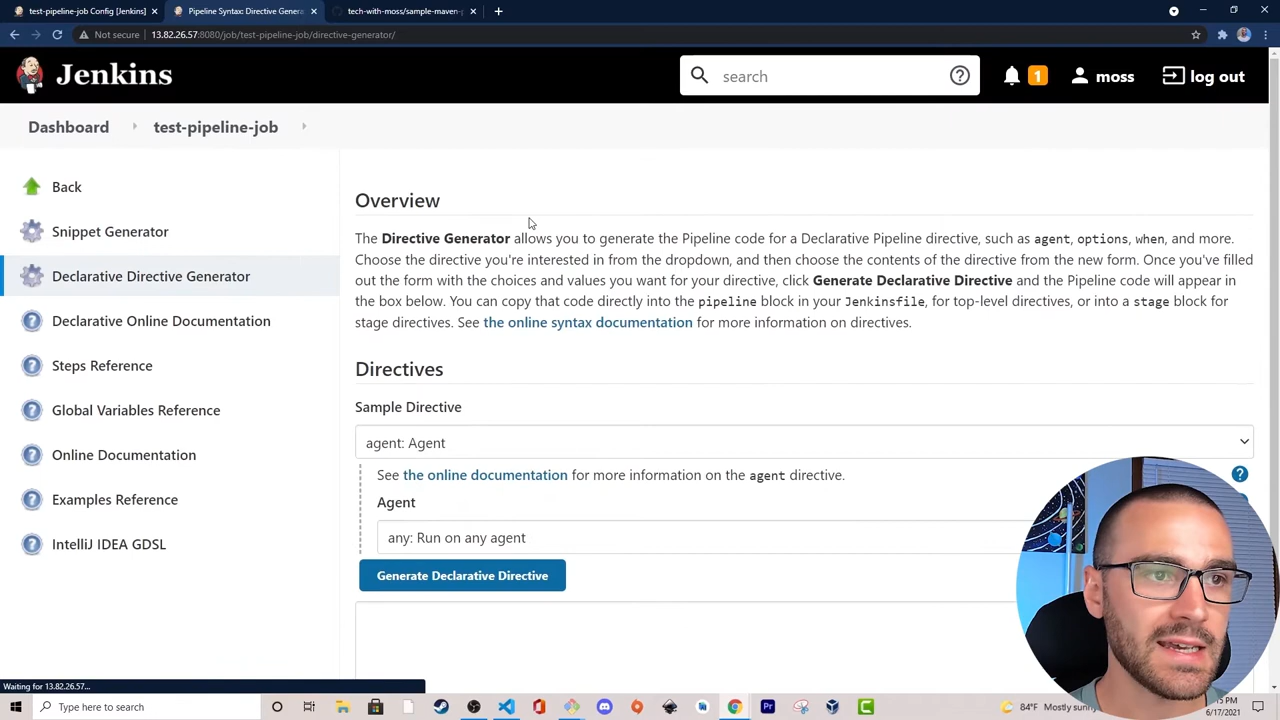 test-pipeline-job Config [Jenkins]
Pipeline Syntax Directive Genera
tech-with-moss/sample-maven-
Not secure
13.82.26.57:8080/job/test-pipeline-job/directive-generator/
Jenkins
search
1
moss
log out
Dashboard
test-pipeline-job
Back
Snippet Generator
Declarative Directive Generator
Declarative Online Documentation
Steps Reference
Global Variables Reference
Online Documentation
Examples Reference
IntelliJ IDEA GDSL
Overview
The Directive Generator allows you to generate the Pipeline code for a Declarative Pipeline directive, such as agent, options, when, and more.
Choose the directive you're interested in from the dropdown, and then choose the contents of the directive from the new form. Once you've filled
out the form with the choices and values you want for your directive, click Generate Declarative Directive and the Pipeline code will appear in
the box below. You can copy that code directly into the pipeline block in your Jenkinsfile, for top-level directives, or into a stage block for
stage directives. See the online syntax documentation for more information on directives.
Directives
Sample Directive
agent: Agent
See the online documentation for more information on the agent directive.
Agent
any: Run on any agent
Generate Declarative Directive
Waiting for 13.82.26.57...
Type here to search
84°F Mostly sunn
15 PM
6/17/2021